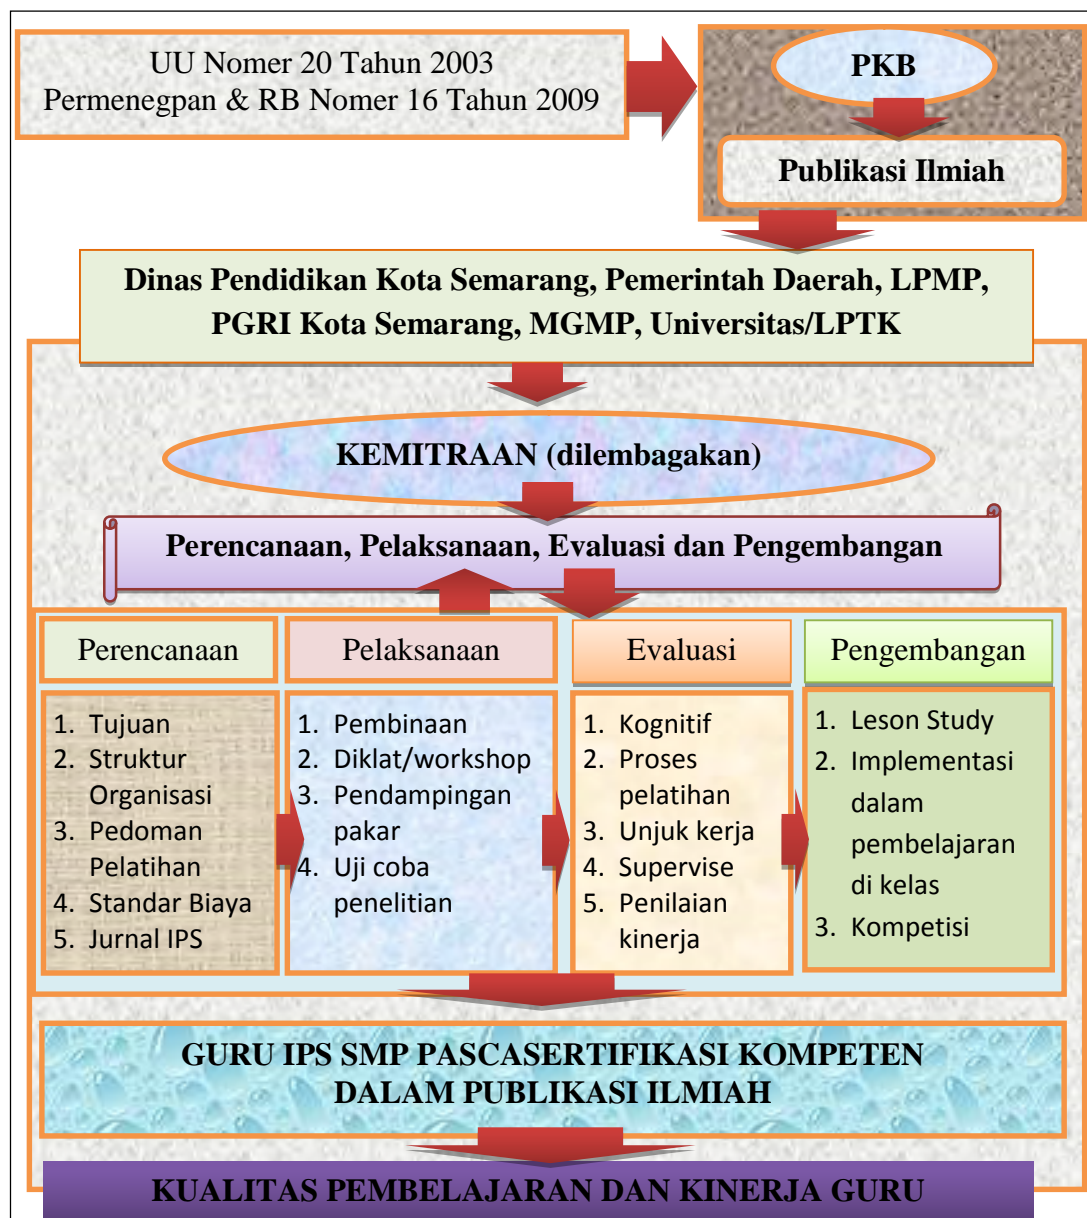 UU Nomer 20 Tahun 2003
Permenegpan & RB Nomer 16 Tahun 2009
PKB
Publikasi Ilmiah
Dinas Pendidikan Kota Semarang, Pemerintah Daerah, LPMP,
PGRI Kota Semarang, MGMP, Universitas/LPTK
KEMITRAAN (dilembagakan)
Perencanaan, Pelaksanaan, Evaluasi dan Pengembangan
Perencanaan
1. Tujuan
2. Struktur
Organisasi
3. Pedoman
Pelatihan
4. Standar Biaya
5. Jurnal IPS
Pelaksanaan
1. Pembinaan
2. Diklat/workshop
3. Pendampingan
pakar
4. Uji coba
penelitian
Evaluasi
1. Kognitif
2. Proses
pelatihan
3. Unjuk kerja
4. Supervise
5. Penilaian
kinerja
Pengembangan
1. Leson Study
2. Implementasi
dalam
pembelajaran
di kelas
3. Kompetisi
GURU IPS SMP PASCASERTIFIKASI KOMPETEN
DALAM PUBLIKASI ILMIAH
KUALITAS PEMBELAJARAN DAN KINERJA GURU